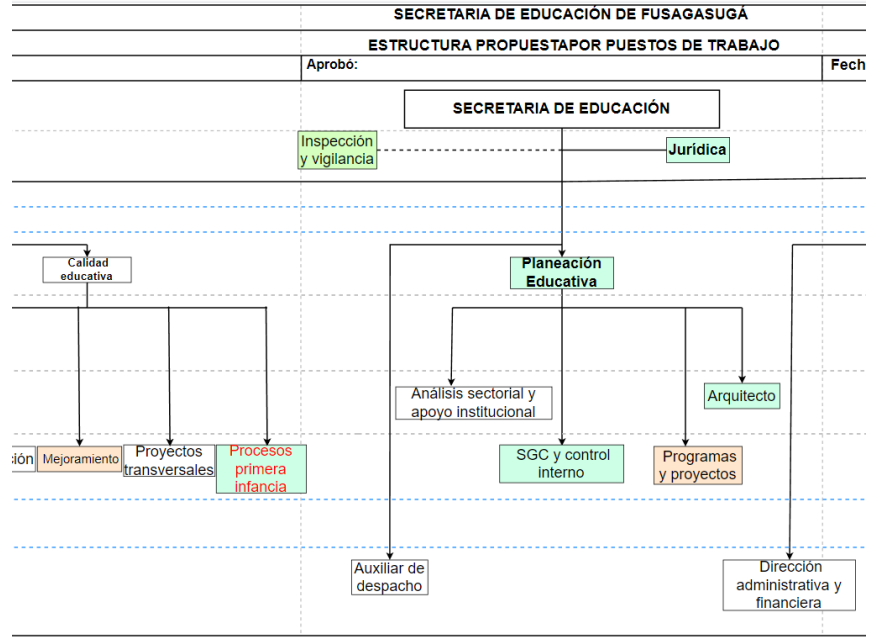 SECRETARIA DE EDUCACIÓN DE FUSAGASUGÁ
ESTRUCTURA PROPUESTAPOR PUESTOS DE TRABAJO
Aprobó:
Fech
SECRETARIA DE EDUCACIÓN
Inspección
y vigilancia
Jurídica
Calidad
educativa
Planeación
Educativa
Análisis sectorial y
apoyo institucional
Arquitecto
ión
Mejoramiento
Proyectos
transversales
Procesos
primera
infancia
SGC y control
interno
Programas
y proyectos
Auxiliar de
despacho
Dirección
administrativa y
financiera